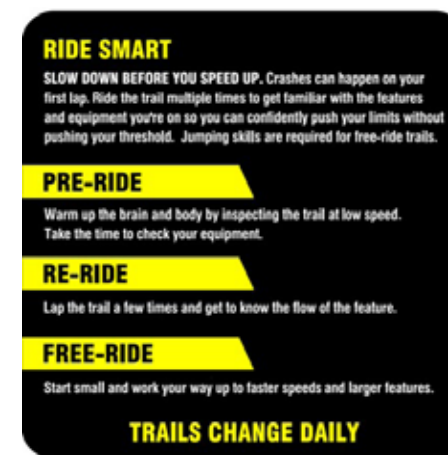 RIDE SMART
SLOW DOWN BEFORE YOU SPEED UP. Crashes can happen on your
first lap. Ride the trail multiple times to get familiar with the features
and equipment you're on so you can confidently push your limits without
pushing your threshold. Jumping skills are required for free-ride trails.
PRE-RIDE
Warm up the brain and body by inspecting the trail at low speed.
Take the time to check your equipment.
RE-RIDE
Lap the trail a few times and get to know the flow of the feature.
FREE-RIDE
Start small and work your way up to faster speeds and larger features.
TRAILS CHANGE DAILY